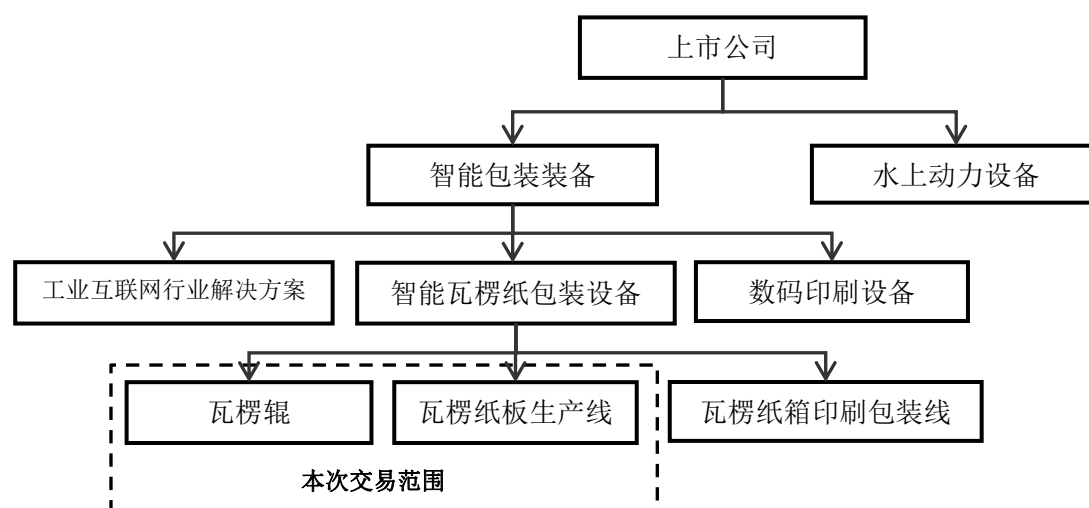 上市公司
智能包装装备
水上动力设备
工业互联网行业解决方案
智能瓦楞纸包装设备
数码印刷设备
瓦楞辊
瓦楞纸板生产线
瓦楞纸箱印刷包装线
本次交易范围